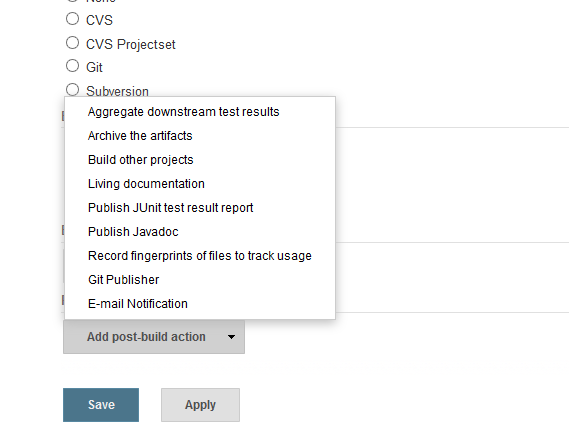 CVS
CVS Projectset
Git
Subversion
Aggregate downstream test results
Archive the artifacts
Build other projects
Living documentation
Publish JUnit test result report
Publish Javadoc
Record fingerprints of files to track usage
Git Publisher
E-mail Notification
Add post-build action
Save Apply